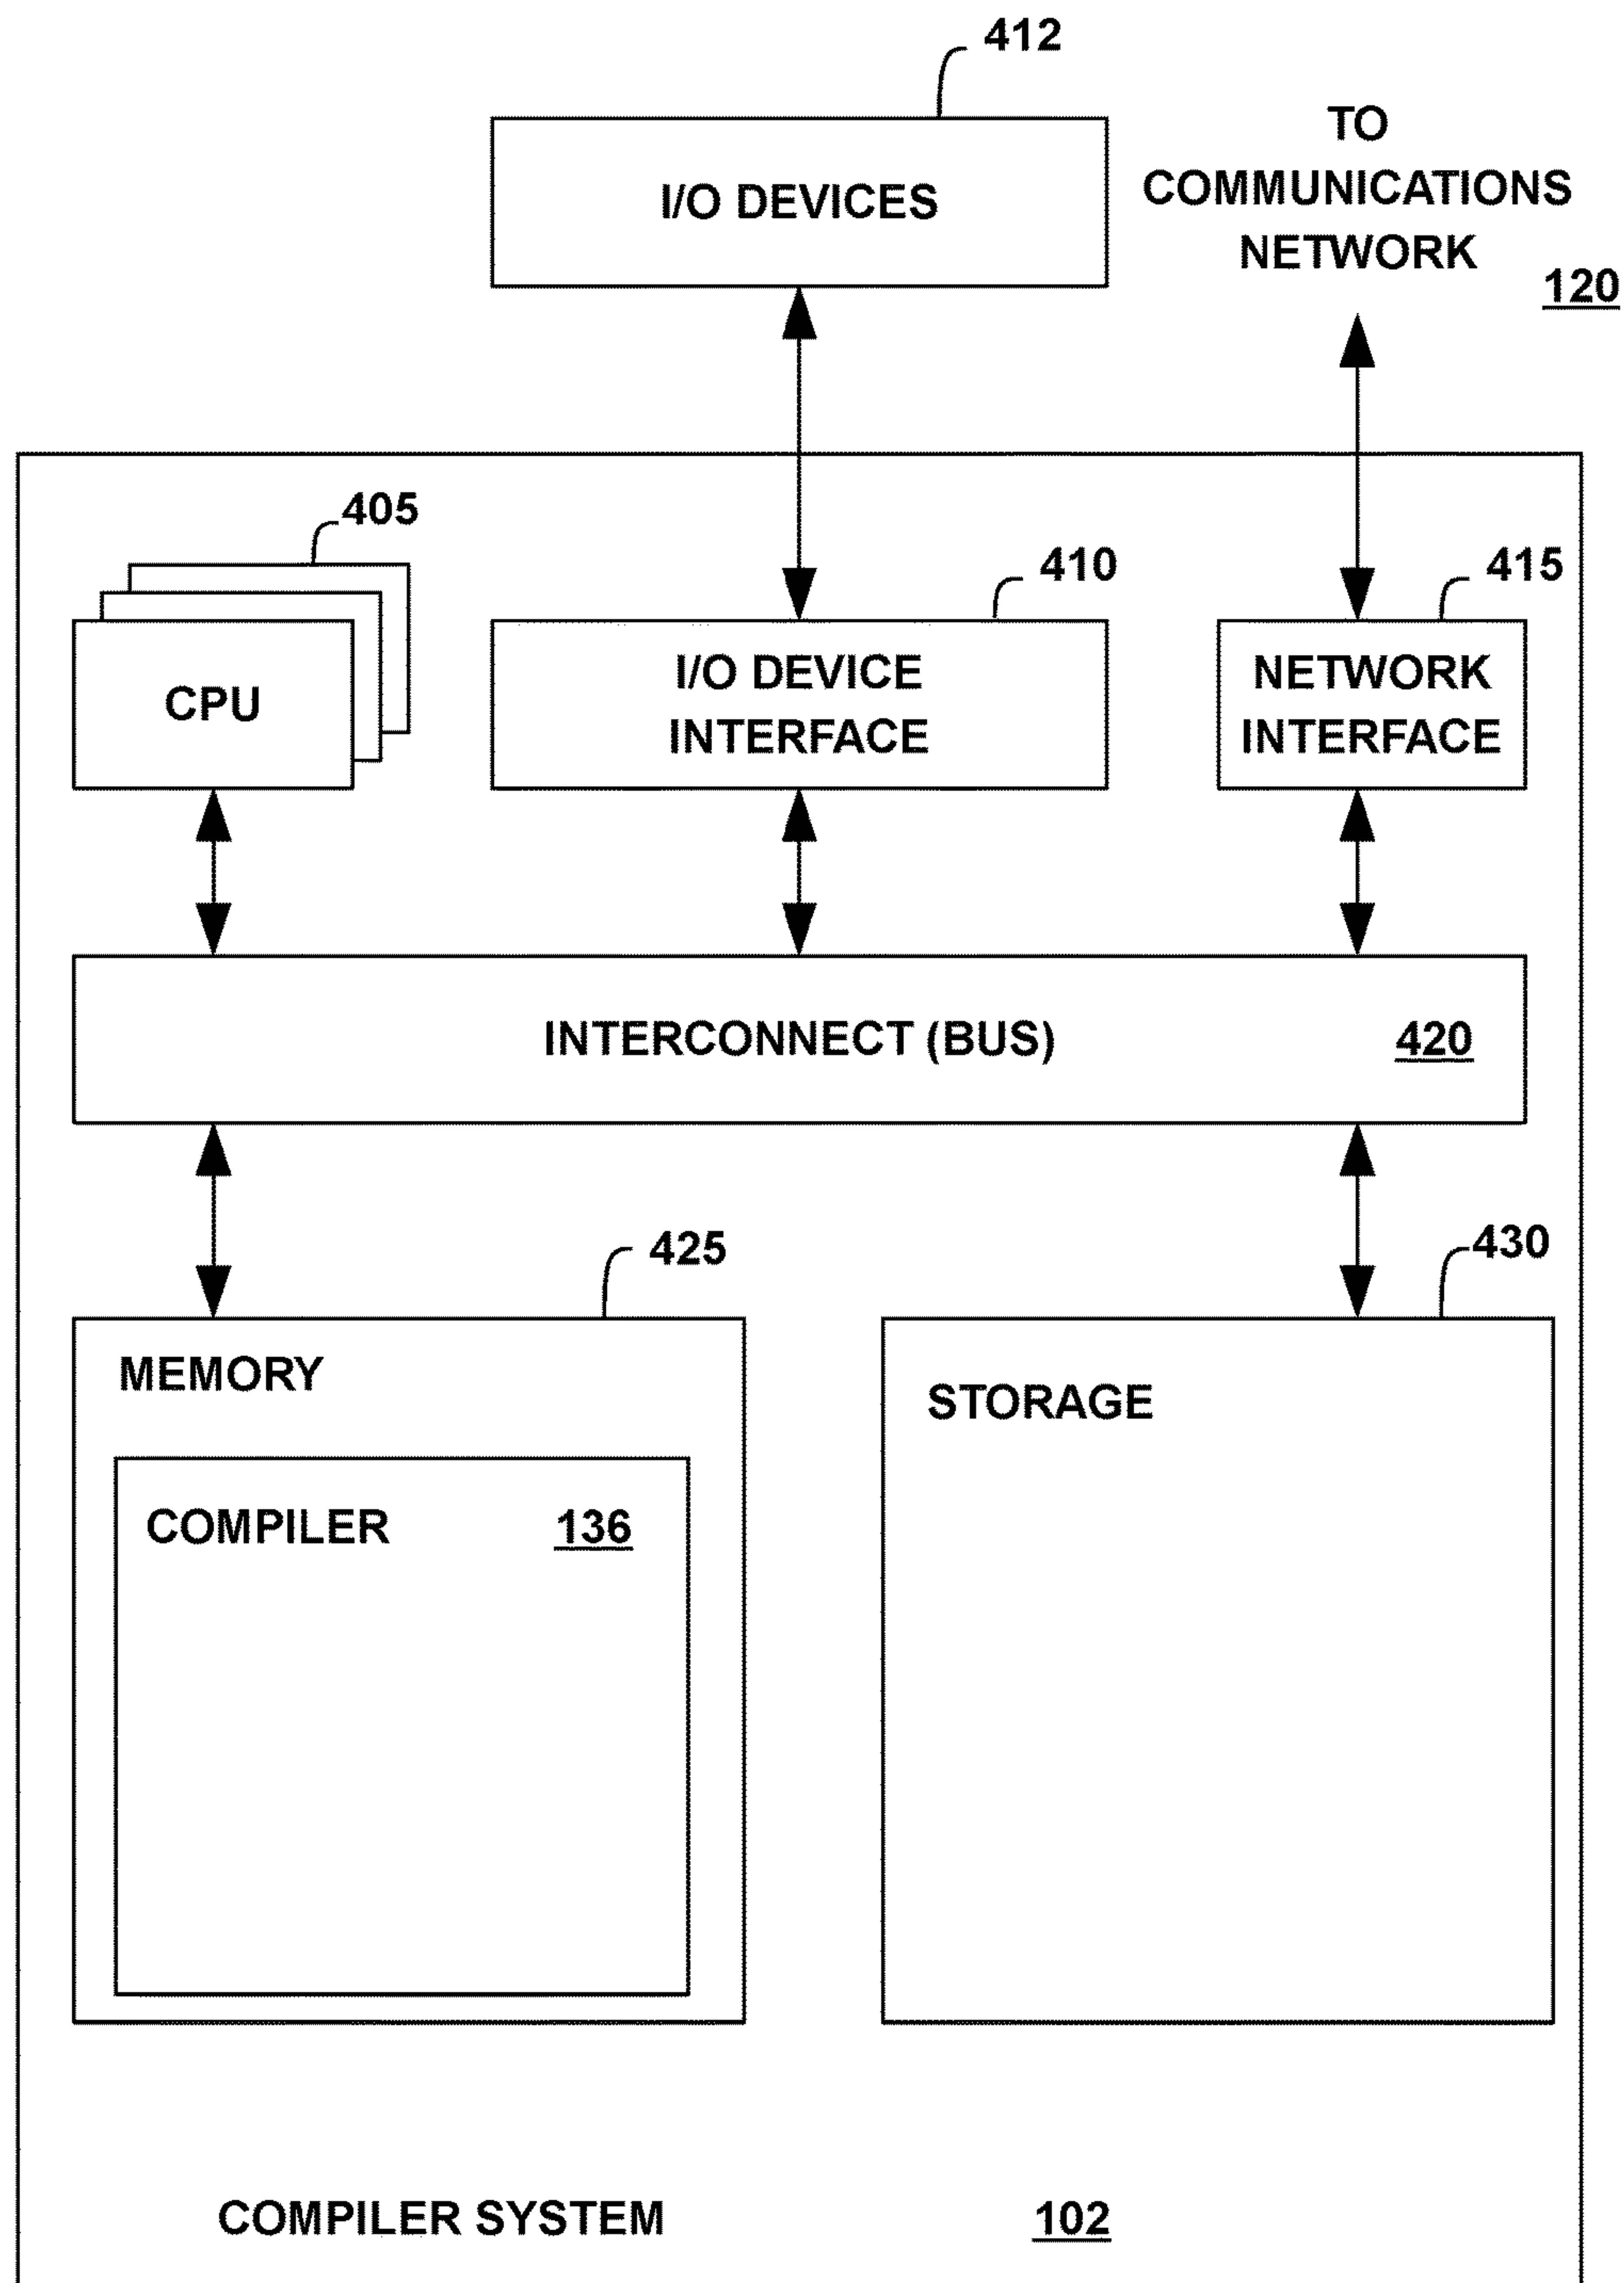 412
I/O DEVICES
TO
COMMUNICATIONS
NETWORK
120
405
410
415
CPU
I/O DEVICE
INTERFACE
NETWORK
INTERFACE
INTERCONNECT (BUS)
420
425
430
MEMORY
STORAGE
COMPILER
136
COMPILER SYSTEM
102